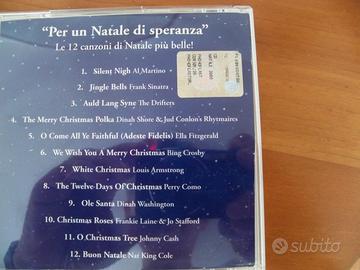 “Per un Natale di speranza”
Le 12 canzoni di Natale più belle!
1. Silent Nigh Al Martino
2. Jingle Bells Frank Sinatra
3. Auld Lang Syne The Drifters
4. The Merry Christmas Polka Dinah Shore & Jud Conlon's Rhytmaires
5. O Come All Ye Faithful (Adeste Fidelis) Ella Fitzgerald
6. We Wish You A Merry Christmas Bing Crosby
7. White Christmas Louis Armstrong
8. The Twelve Days Of Christmas Perry Como
9. Ole Santa Dinah Washington
10. Christmas Roses Frankie Laine & Jo Stafford
11. O Christmas Tree Johnny Cash
12. Buon Natale Nat King Cole
subito